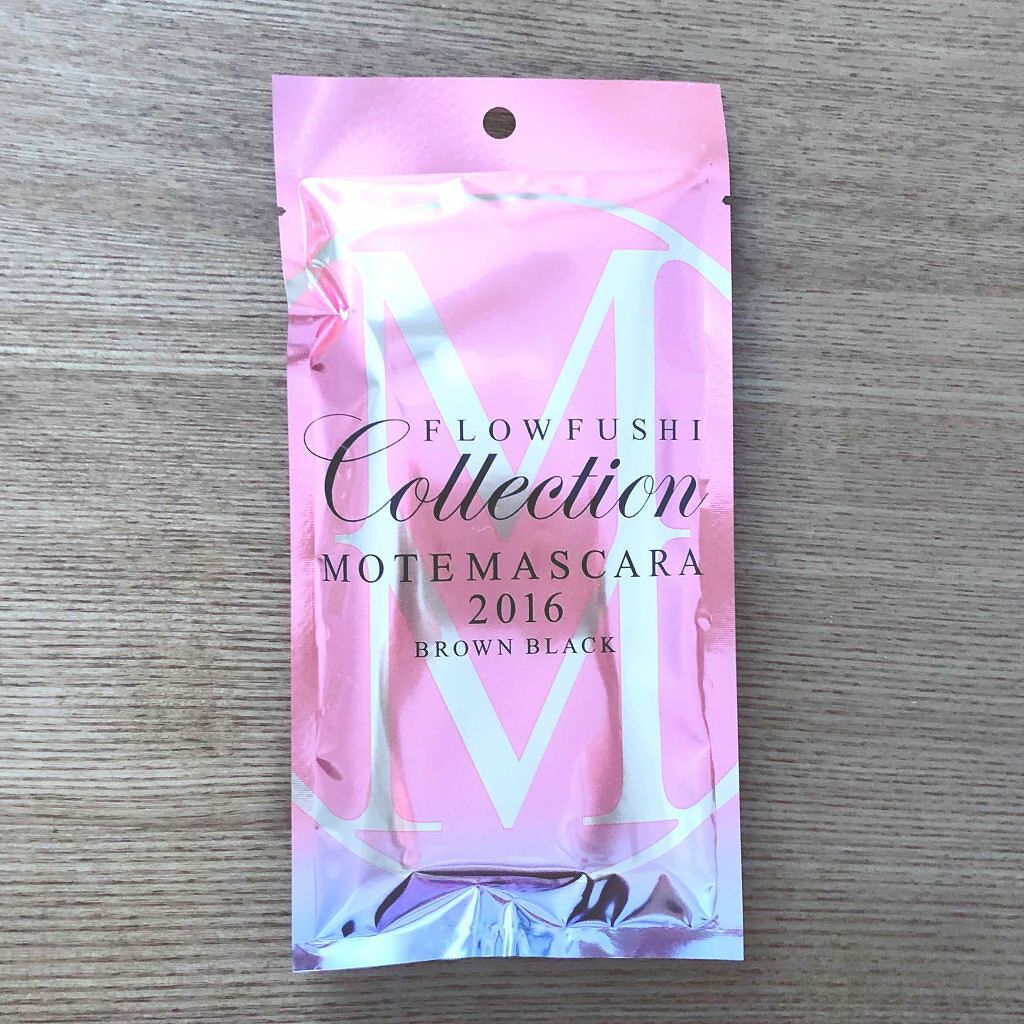 M
FLOWFUSHI
Collection
MOTEMASCARA
2016
BROWN BLACK
M